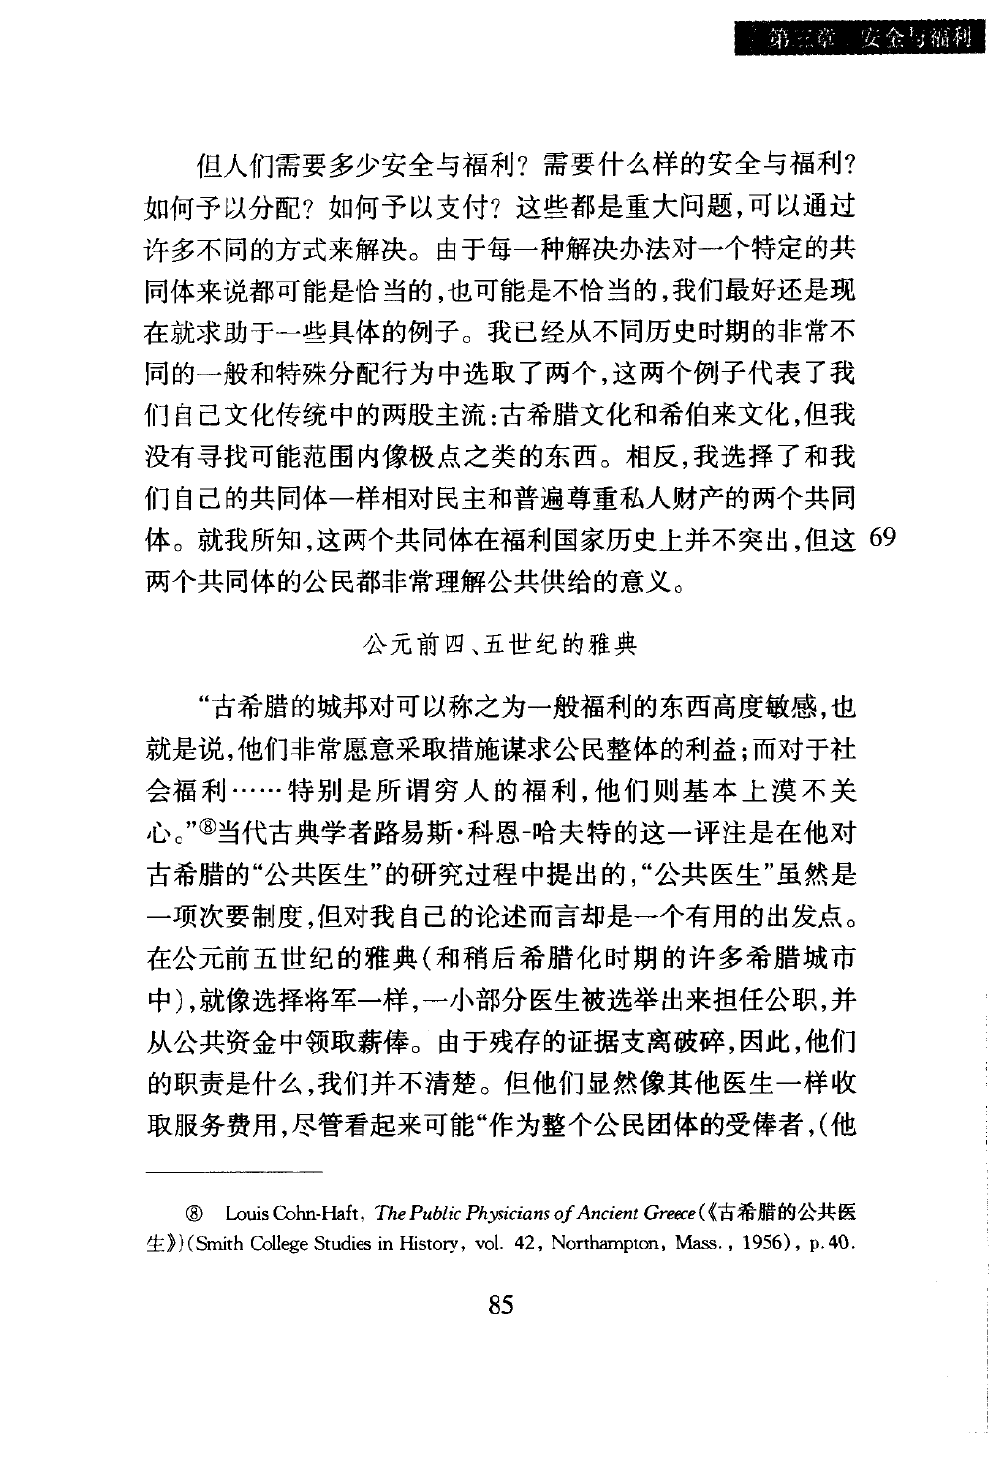 第三章 安全与福利
但人们需要多少安全与福利？需要什么样的安全与福利？
如何予以分配？如何予以支付？这些都是重大问题，可以通过
许多不同的方式来解决。由于每一种解决办法对一个特定的共
同体来说都可能是恰当的，也可能是不恰当的，我们最好还是现
在就求助于一些具体的例子。我已经从不同历史时期的非常不
同的一般和特殊分配行为中选取了两个，这两个例子代表了我
们自己文化传统中的两股主流：古希腊文化和希伯来文化，但我
没有寻找可能范围内像极点之类的东西。相反，我选择了和我
们自己的共同体一样相对民主和普遍尊重私人财产的两个共同
体。就我所知，这两个共同体在福利国家历史上并不突出，但这 69
两个共同体的公民都非常理解公共供给的意义。
公元前四、五世纪的雅典
“古希腊的城邦对可以称之为一般福利的东西高度敏感，也
就是说，他们非常愿意采取措施谋求公民整体的利益；而对于社
会福利……特别是所谓穷人的福利，他们则基本上漠不关
心。”⑧当代古典学者路易斯·科恩-哈夫特的这一评注是在他对
古希腊的“公共医生”的研究过程中提出的，“公共医生”虽然是
一项次要制度，但对我自己的论述而言却是一个有用的出发点。
在公元前五世纪的雅典（和稍后希腊化时期的许多希腊城市
中），就像选择将军一样，一小部分医生被选举出来担任公职，并
从公共资金中领取薪俸。由于残存的证据支离破碎，因此，他们
的职责是什么，我们并不清楚。但他们显然像其他医生一样收
取服务费用，尽管看起来可能“作为整个公民团体的受俸者，（他
⑧ Louis Cohn-Haft, The Public Physicians of Ancient Greece（《古希腊的公共医
生》）(Smith College Studies in History, vol. 42, Northampton, Mass., 1956), p.40.
85